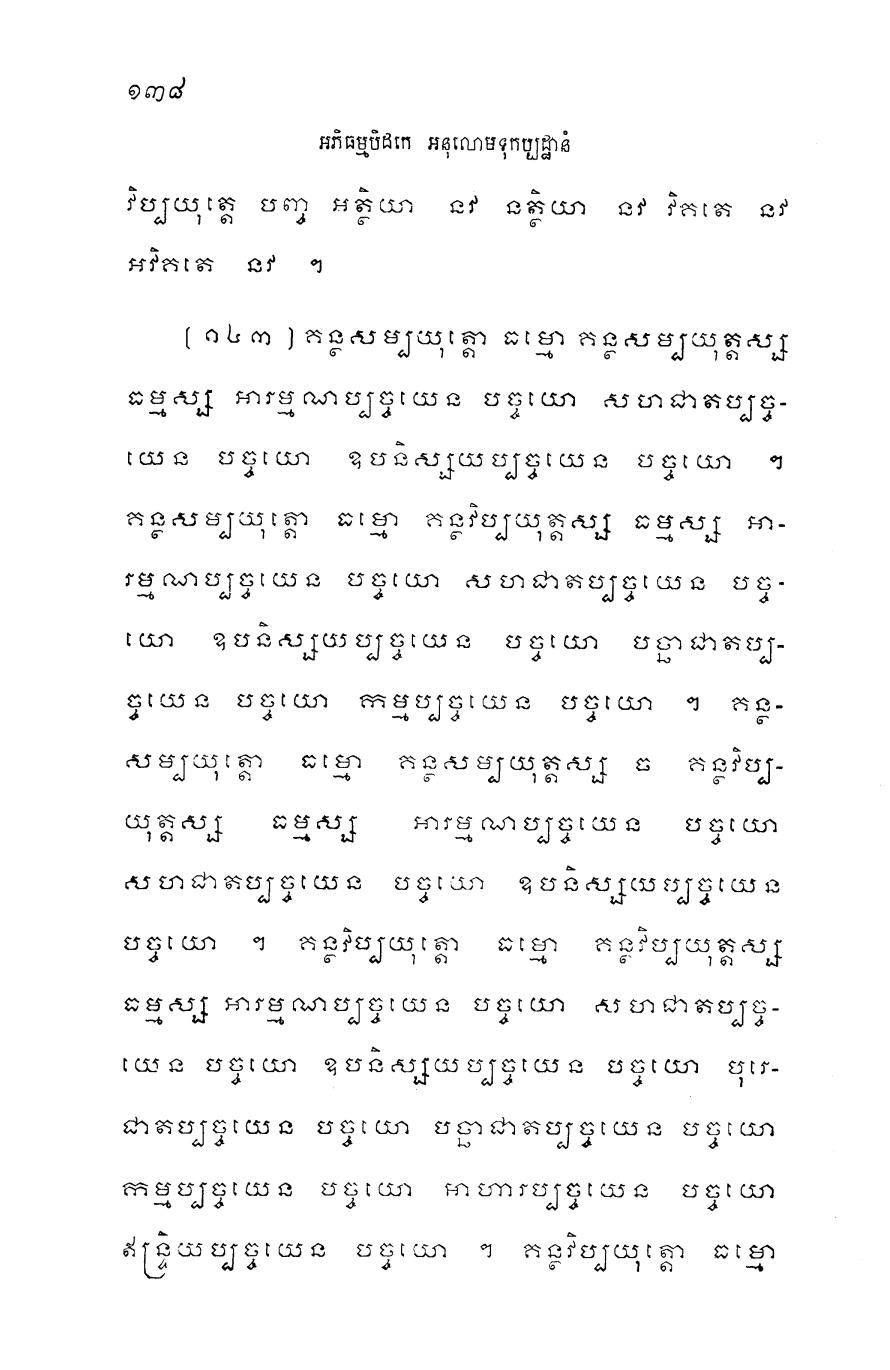 ១៣៨
អភិធម្មបិដកេ អនុលោមទុកប្បដ្ឋានំ
វិប្បយុត្តេ បញ្ច អត្ថិយា នវ នត្ថិយា នវ វិគតេ នវ
អវិគតេ នវ ។
[ ១៤៣ ] គន្ថសម្បយុត្តោ ធម្មោ គន្ថសម្បយុត្តស្ស
ធម្មស្ស អារម្មណប្បច្ចយេន បច្ចយោ សហជាតប្បច្ច-
យេន បច្ចយោ ឧបនិស្សយប្បច្ចយេន បច្ចយោ ។
គន្ថសម្បយុត្តោ ធម្មោ គន្ថវិប្បយុត្តស្ស ធម្មស្ស អា-
រម្មណប្បច្ចយេន បច្ចយោ សហជាតប្បច្ចយេន បច្ច-
យោ ឧបនិស្សយប្បច្ចយេន បច្ចយោ បច្ឆាជាតប្ប-
ច្ចយេន បច្ចយោ កម្មប្បច្ចយេន បច្ចយោ ។ គន្ថ-
សម្បយុត្តោ ធម្មោ គន្ថសម្បយុត្តស្ស ច គន្ថវិប្ប-
យុត្តស្ស ធម្មស្ស អារម្មណប្បច្ចយេន បច្ចយោ
សហជាតប្បច្ចយេន បច្ចយោ ឧបនិស្សយប្បច្ចយេន
បច្ចយោ ។ គន្ថវិប្បយុត្តោ ធម្មោ គន្ថវិប្បយុត្តស្ស
ធម្មស្ស អារម្មណប្បច្ចយេន បច្ចយោ សហជាតប្បច្ច-
យេន បច្ចយោ ឧបនិស្សយប្បច្ចយេន បច្ចយោ បុរេ-
ជាតប្បច្ចយេន បច្ចយោ បច្ឆាជាតប្បច្ចយេន បច្ចយោ
កម្មប្បច្ចយេន បច្ចយោ អាហារប្បច្ចយេន បច្ចយោ
ឥន្ទ្រិយប្បច្ចយេន បច្ចយោ ។ គន្ថវិប្បយុត្តោ ធម្មោ